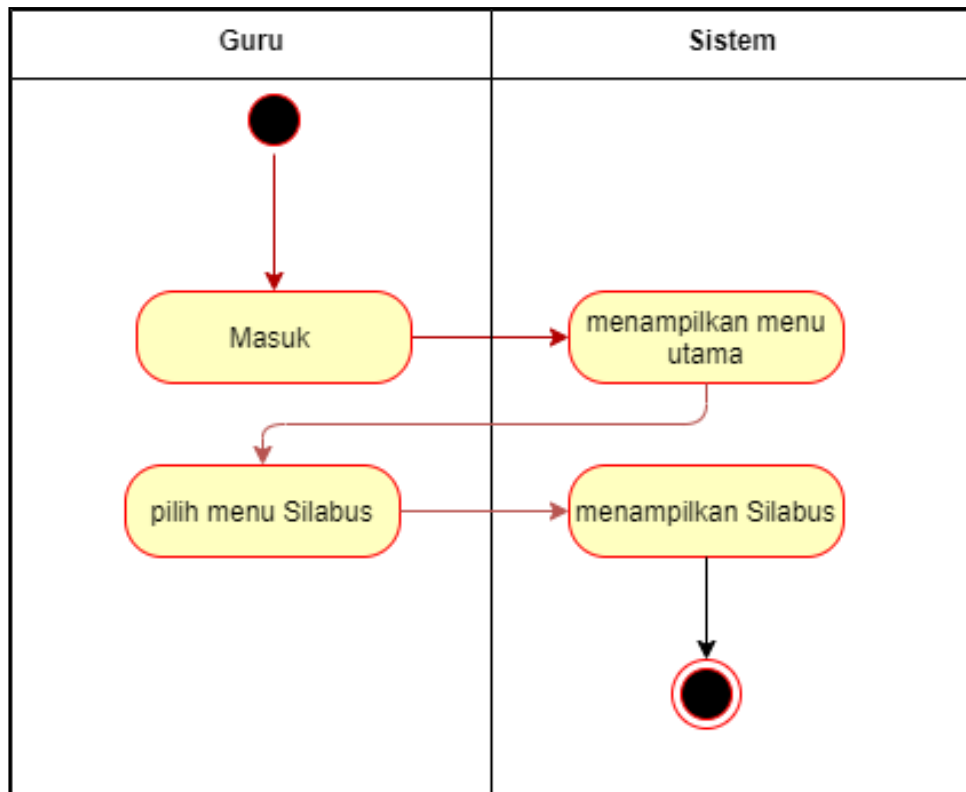 Guru
Sistem
Masuk
menampilkan menu
utama
pilih menu Silabus
menampilkan Silabus